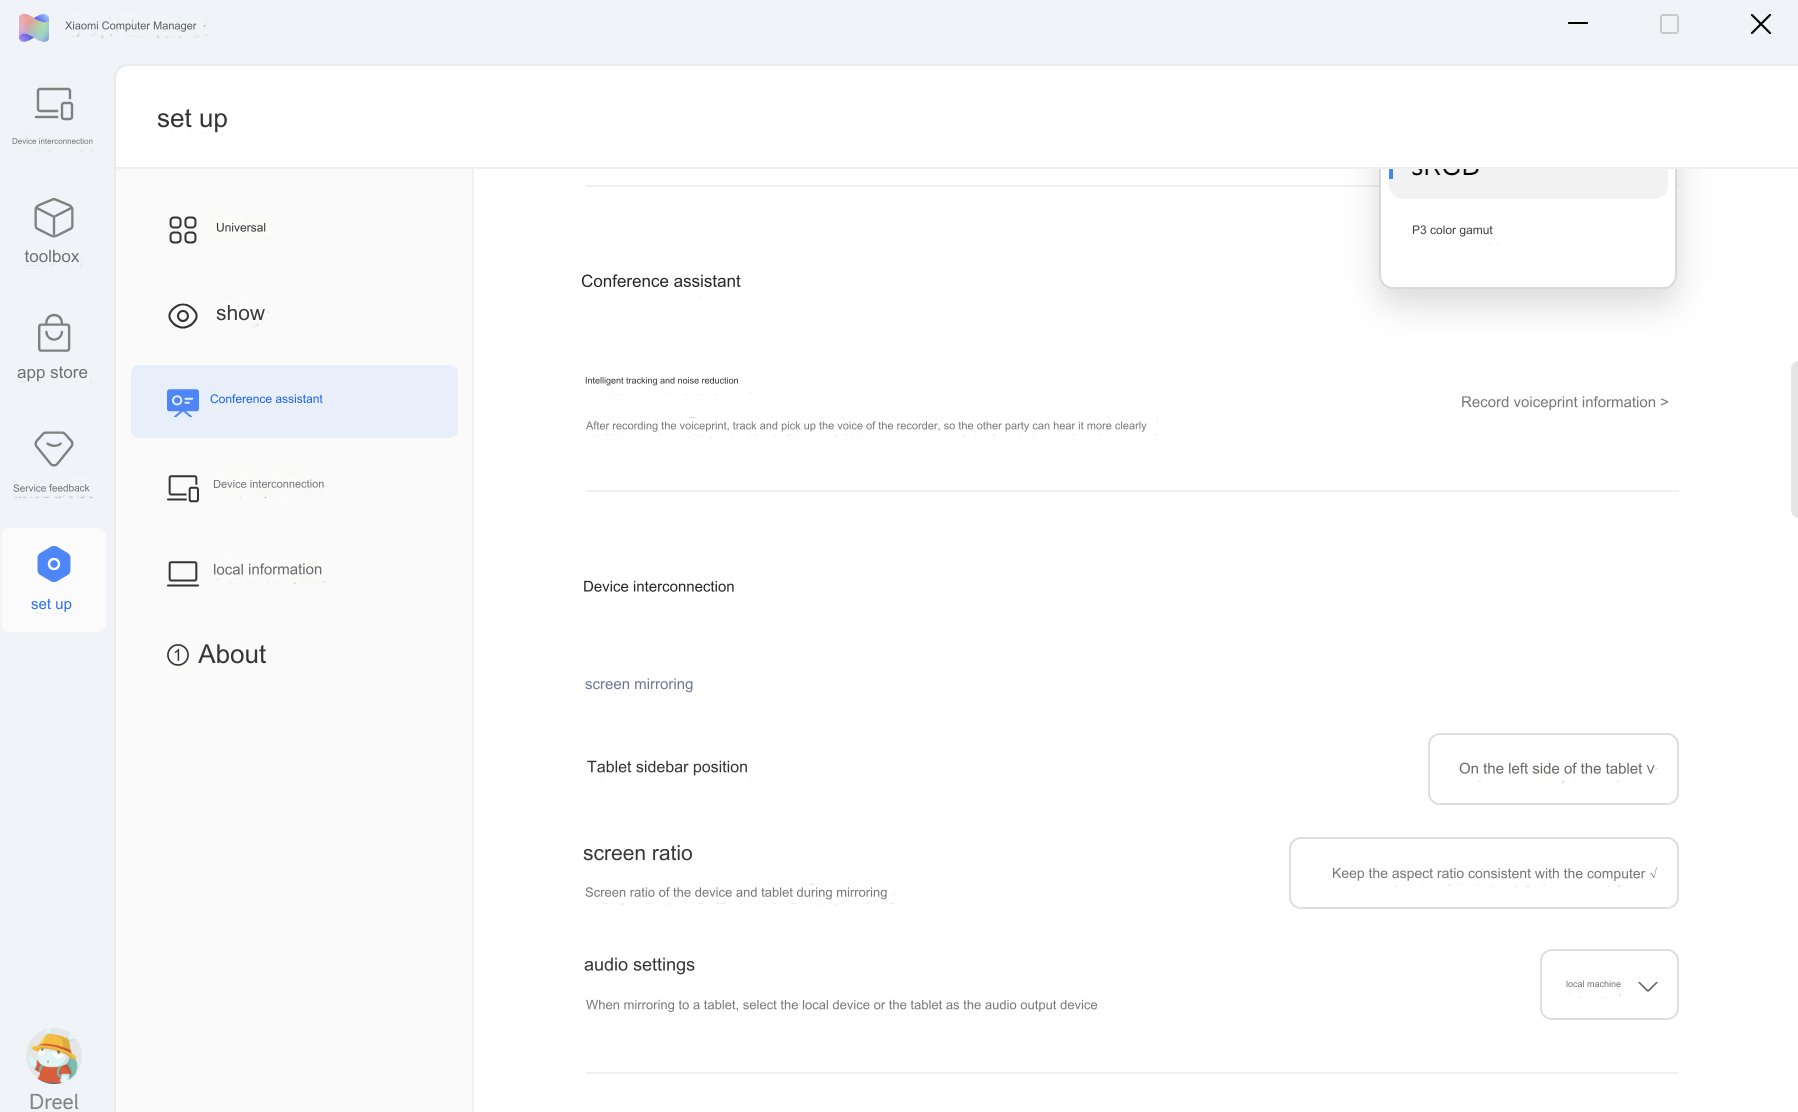 Xiaomi Computer Manager
Device interconnection
toolbox
app store
Service feedback
set up
Dreel
set up
Universal
show
Conference assistant
Device interconnection
local information
About
sRGB
P3 color gamut
Conference assistant
Intelligent tracking and noise reduction
After recording the voiceprint, track and pick up the voice of the recorder, so the other party can hear it more clearly
Record voiceprint information >
Device interconnection
screen mirroring
Tablet sidebar position
On the left side of the tablet V
screen ratio
Screen ratio of the device and tablet during mirroring
Keep the aspect ratio consistent with the computer √
audio settings
When mirroring to a tablet, select the local device or the tablet as the audio output device
local machine